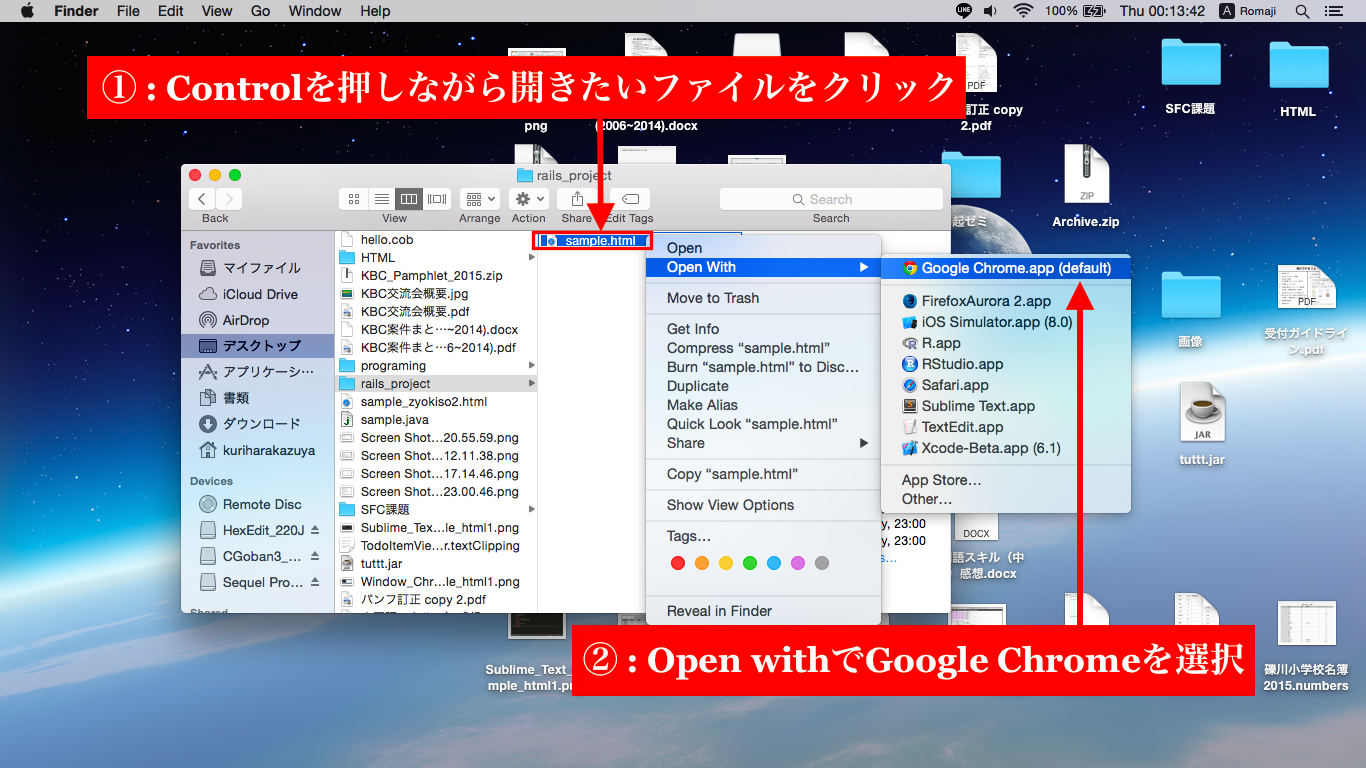 Finder File Edit View Go Window Help
LINE 100% Thu 00:13:42 A Romaji
① : Controlを押しながら開きたいファイルをクリック
png
(2006~2014).docx
PDF
訂正 copy
2.pdf
SFC課題
HTML
起ゼミ
ZIP
Archive.zip
画像
PDF
受付ガイドライ
ン.pdf
JAR
tuttt.jar
rails_project
Back
View
Arrange
Action
Share
Edit Tags
Search
Search
Favorites
マイファイル
iCloud Drive
AirDrop
デスクトップ
アプリケーシ…
書類
ダウンロード
kuriharakazuya
Devices
Remote Disc
HexEdit_220J
CGoban3_…
Sequel Pro…
Shared
hello.cob
HTML
KBC_Pamphlet_2015.zip
KBC交流会概要.jpg
KBC交流会概要.pdf
KBC案件まと…~2014).docx
KBC案件まと…6~2014).pdf
programing
rails_project
sample_zyokiso2.html
sample.java
Screen Shot…20.55.59.png
Screen Shot…12.11.38.png
Screen Shot…17.14.46.png
Screen Shot…23.00.46.png
SFC課題
Sublime_Tex…le_html1.png
TodoItemVie…r.textClipping
tuttt.jar
Window_Chr…le_html1.png
パンフ訂正 copy 2.pdf
sample.html
Open
Open With
Move to Trash
Get Info
Compress “sample.html”
Burn “sample.html” to Disc…
Duplicate
Make Alias
Quick Look “sample.html”
Share
Copy “sample.html”
Show View Options
Tags…
Reveal in Finder
Google Chrome.app (default)
FirefoxAurora 2.app
iOS Simulator.app (8.0)
R.app
RStudio.app
Safari.app
Sublime Text.app
TextEdit.app
Xcode-Beta.app (6.1)
App Store…
Other…
y, 23:00
y, 23:00
s…
DOCX
語スキル（中
感想.docx
Sublime_Text_
mple_html1.pn
② : Open withでGoogle Chromeを選択
礫川小学校名簿
2015.numbers